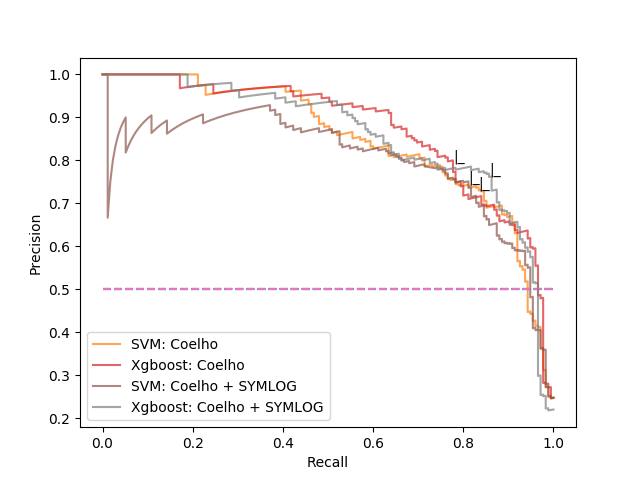 1.0
0.9
0.8
0.7
0.6
0.5
0.4
0.3
0.2
Precision
SVM: Coelho
Xgboost: Coelho
SVM: Coelho + SYMLOG
Xgboost: Coelho + SYMLOG
0.0 0.2 0.4 0.6 0.8 1.0
Recall